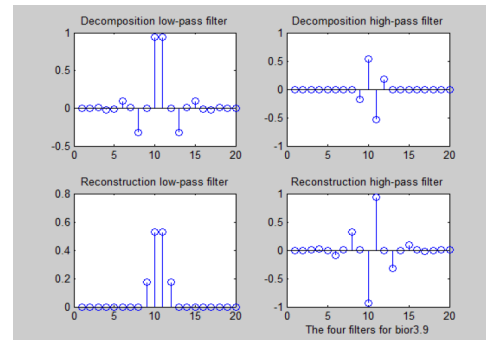 Decomposition low-pass filter
1
0.5
0
-0.5
0 5 10 15 20
Decomposition high-pass filter
1
0.5
0
-0.5
-1
0 5 10 15 20
Reconstruction low-pass filter
0.8
0.6
0.4
0.2
0
0 5 10 15 20
Reconstruction high-pass filter
1
0.5
0
-0.5
-1
0 5 10 15 20
The four filters for bior3.9